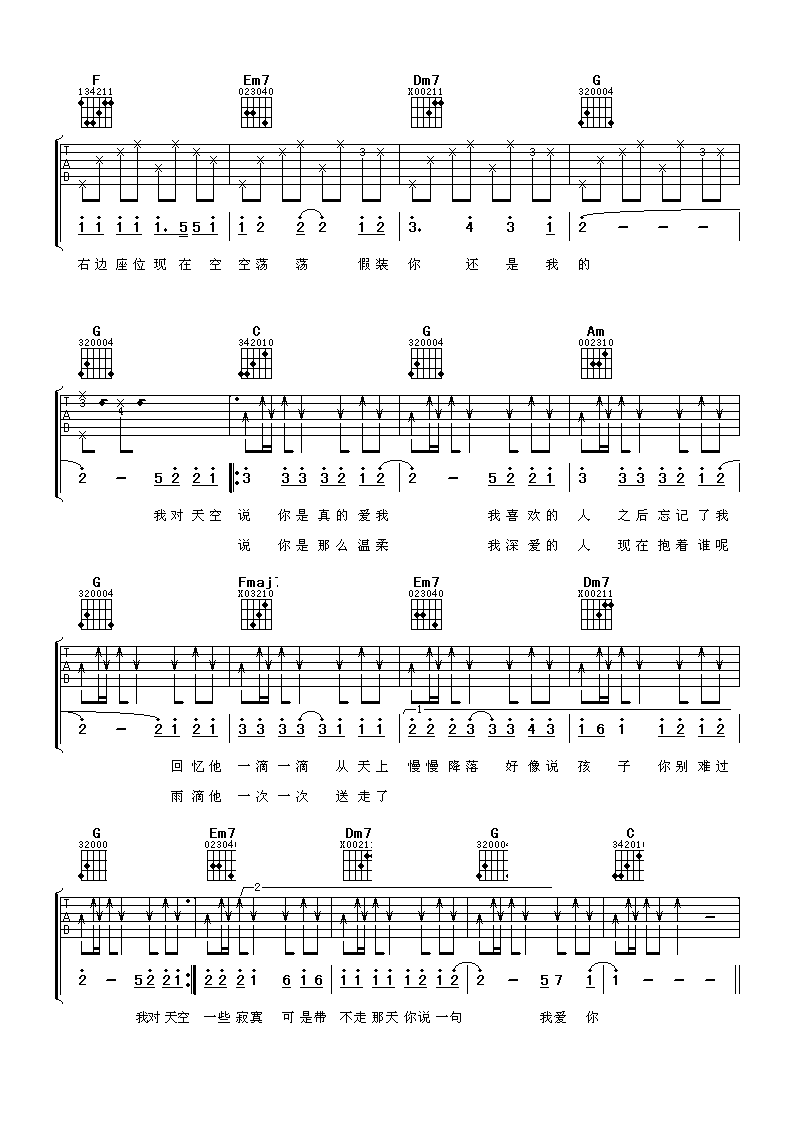 F Em7 Dm7 G
134211 023040 X00211 320004
T A B
3 3 3
1 1 1 1 1. 5 5 1 1 2 2 2 1 2 3. 4 3 1 2 - - -
右边座位现在空 空荡 荡 假装 你 还 是 我 的
G C G Am
320004 342010 320004 002310
T A B
3 4
2 - 5 2 2 1 3 3 3 3 2 1 2 2 - 5 2 2 1 3 3 3 3 2 1 2
我对天空 说 你是真的爱我 我喜欢的 人 之后忘记了我
说 你是那么温柔 我深爱的 人 现在抱着谁呢
G Fmaj7 Em7 Dm7
320004 X03210 023040 X00211
T A B
1
2 - 2 1 2 1 3 3 3 3 3 1 1 1 2 2 2 3 3 3 4 3 1 6 1 1 2 1 2
回忆他 一滴一滴 从天上 慢慢降落 好像说 孩 子 你别难过
雨滴他 一次一次 送走了
G Em7 Dm7 G C
32000 023040 X00211 320004 342010
2
T A B
2 - 5 2 2 1 2 2 2 1 6 1 6 1 1 1 1 2 1 2 2 - 5 7 1 1 - - -
我对天空 一些寂寞 可是带 不走那天你说一句 我爱 你